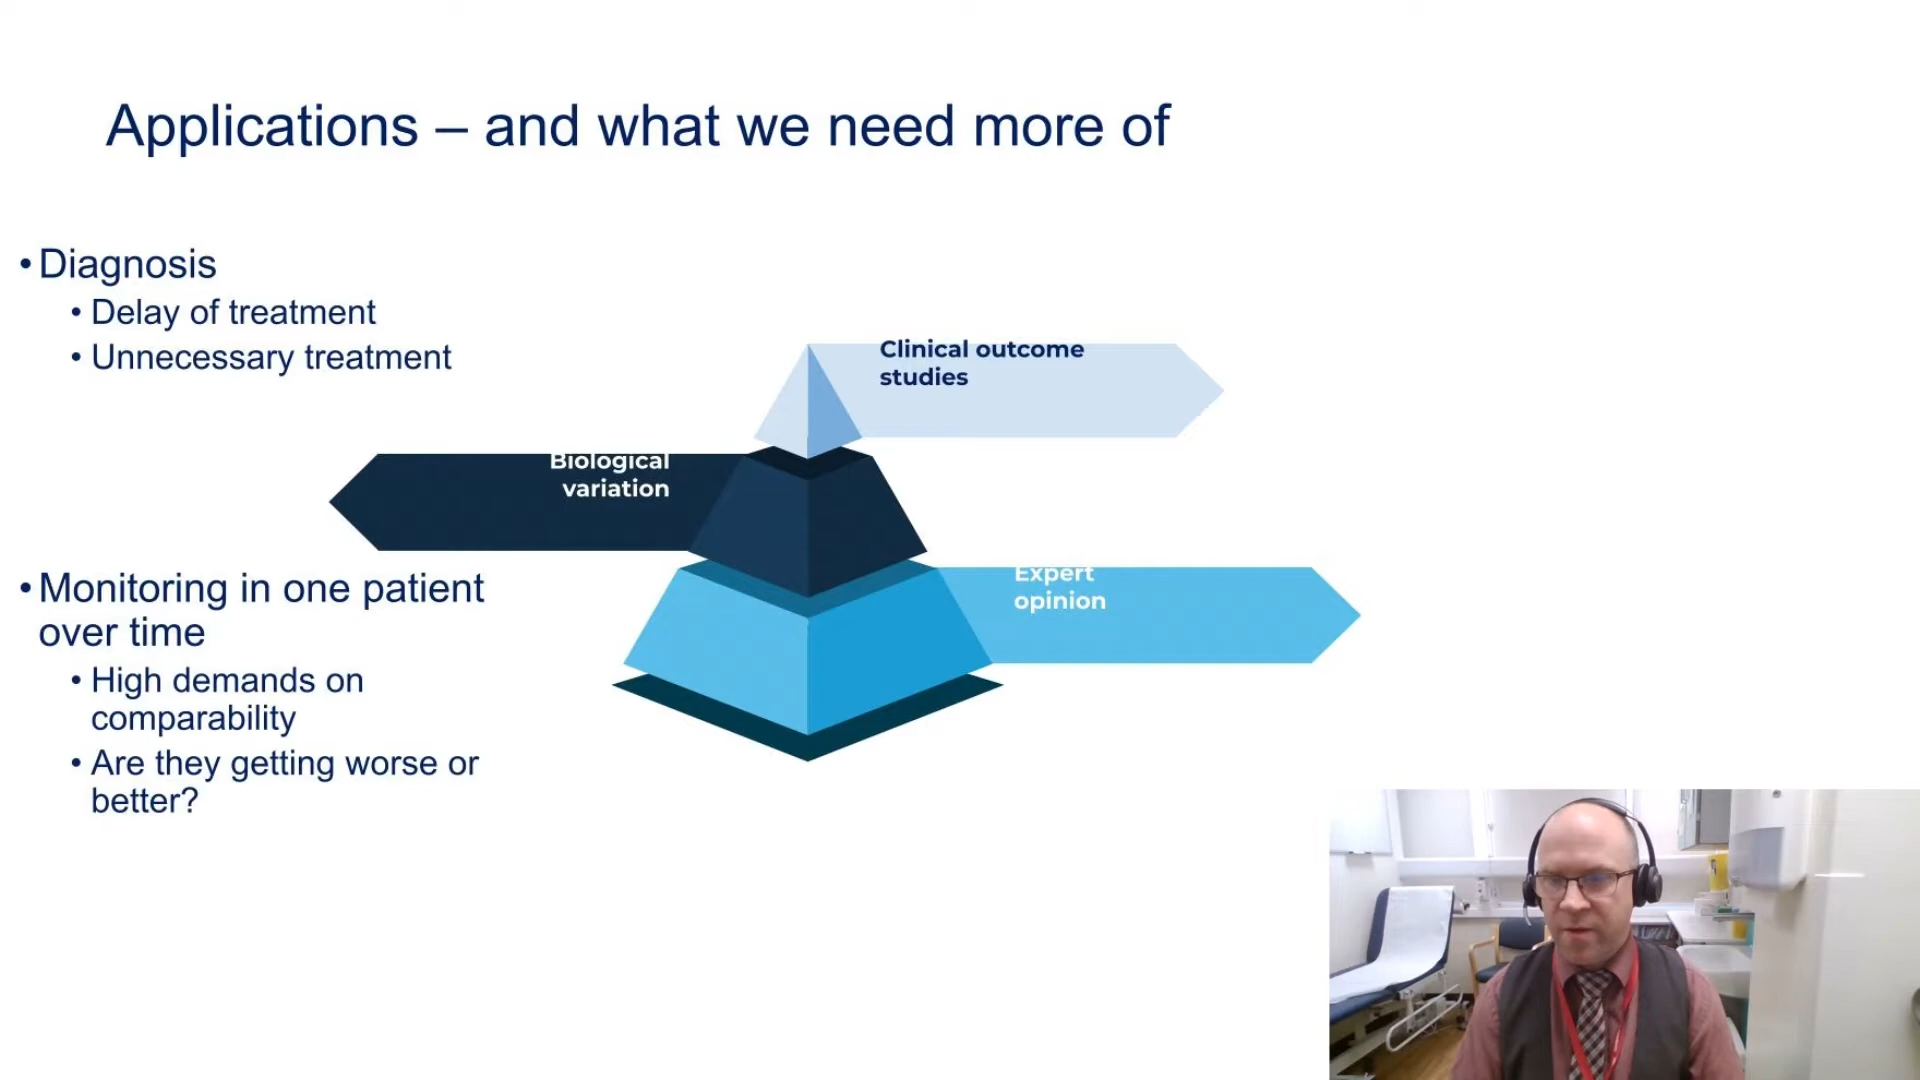 Applications – and what we need more of
• Diagnosis
• Delay of treatment
• Unnecessary treatment
• Monitoring in one patient
over time
• High demands on
comparability
• Are they getting worse or
better?
Clinical outcome
studies
Biological
variation
Expert
opinion